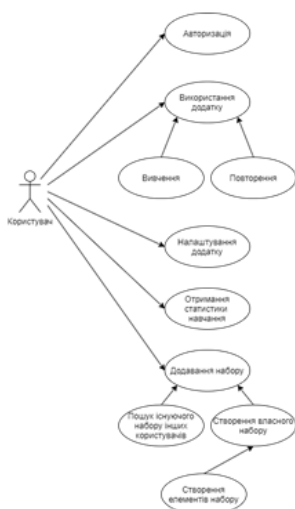 Авторизація
Використання
додатку
Вивчення
Повторення
Користувач
Налаштування
додатку
Отримання
статистики
навчання
Додавання набору
Пошук існуючого
набору інших
користувачів
Створення власного
набору
Створення
елементів набору